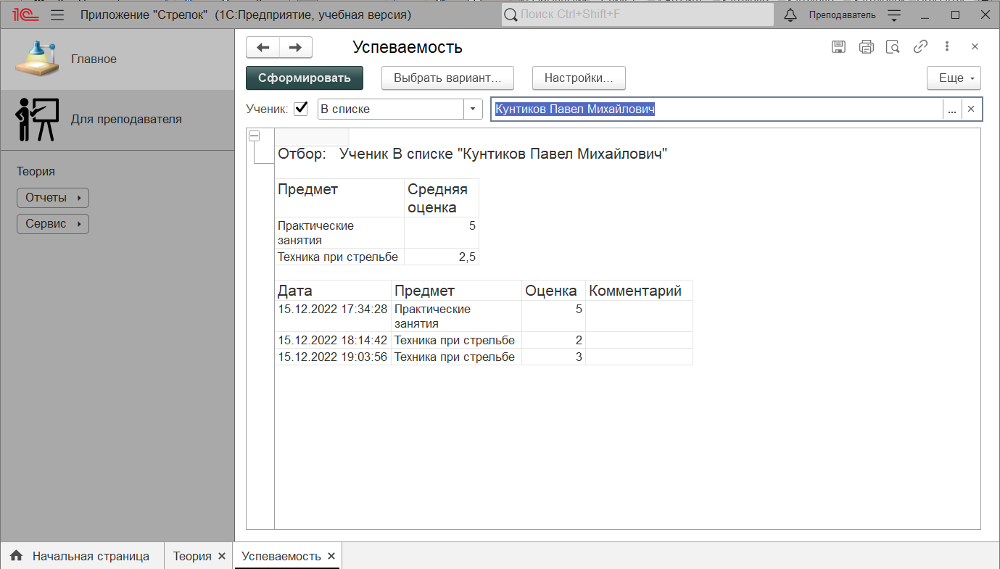 1С Приложение "Стрелок" (1С:Предприятие, учебная версия) Поиск Ctrl+Shift+F Преподаватель
Главное
Для преподавателя
Теория
Отчеты
Сервис
Успеваемость
Сформировать Выбрать вариант... Настройки... Еще
Ученик: В списке Кунтиков Павел Михайлович ...
Отбор: Ученик В списке "Кунтиков Павел Михайлович"
Предмет Средняя
оценка
Практические 5
занятия
Техника при стрельбе 2,5
Дата Предмет Оценка Комментарий
15.12.2022 17:34:28 Практические 5
занятия
15.12.2022 18:14:42 Техника при стрельбе 2
15.12.2022 19:03:56 Техника при стрельбе 3
Начальная страница Теория Успеваемость